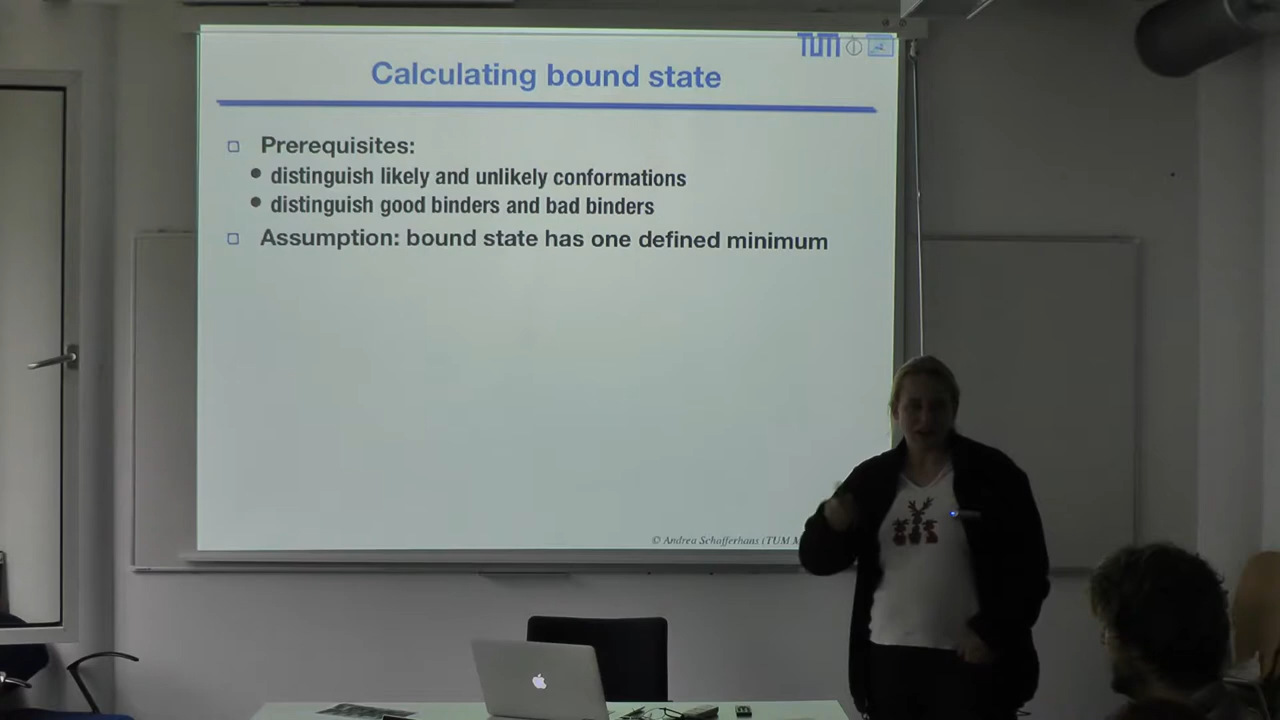 TUM
Calculating bound state
Prerequisites:
distinguish likely and unlikely conformations
distinguish good binders and bad binders
Assumption: bound state has one defined minimum
© Andrea Schafferhans (TUM M